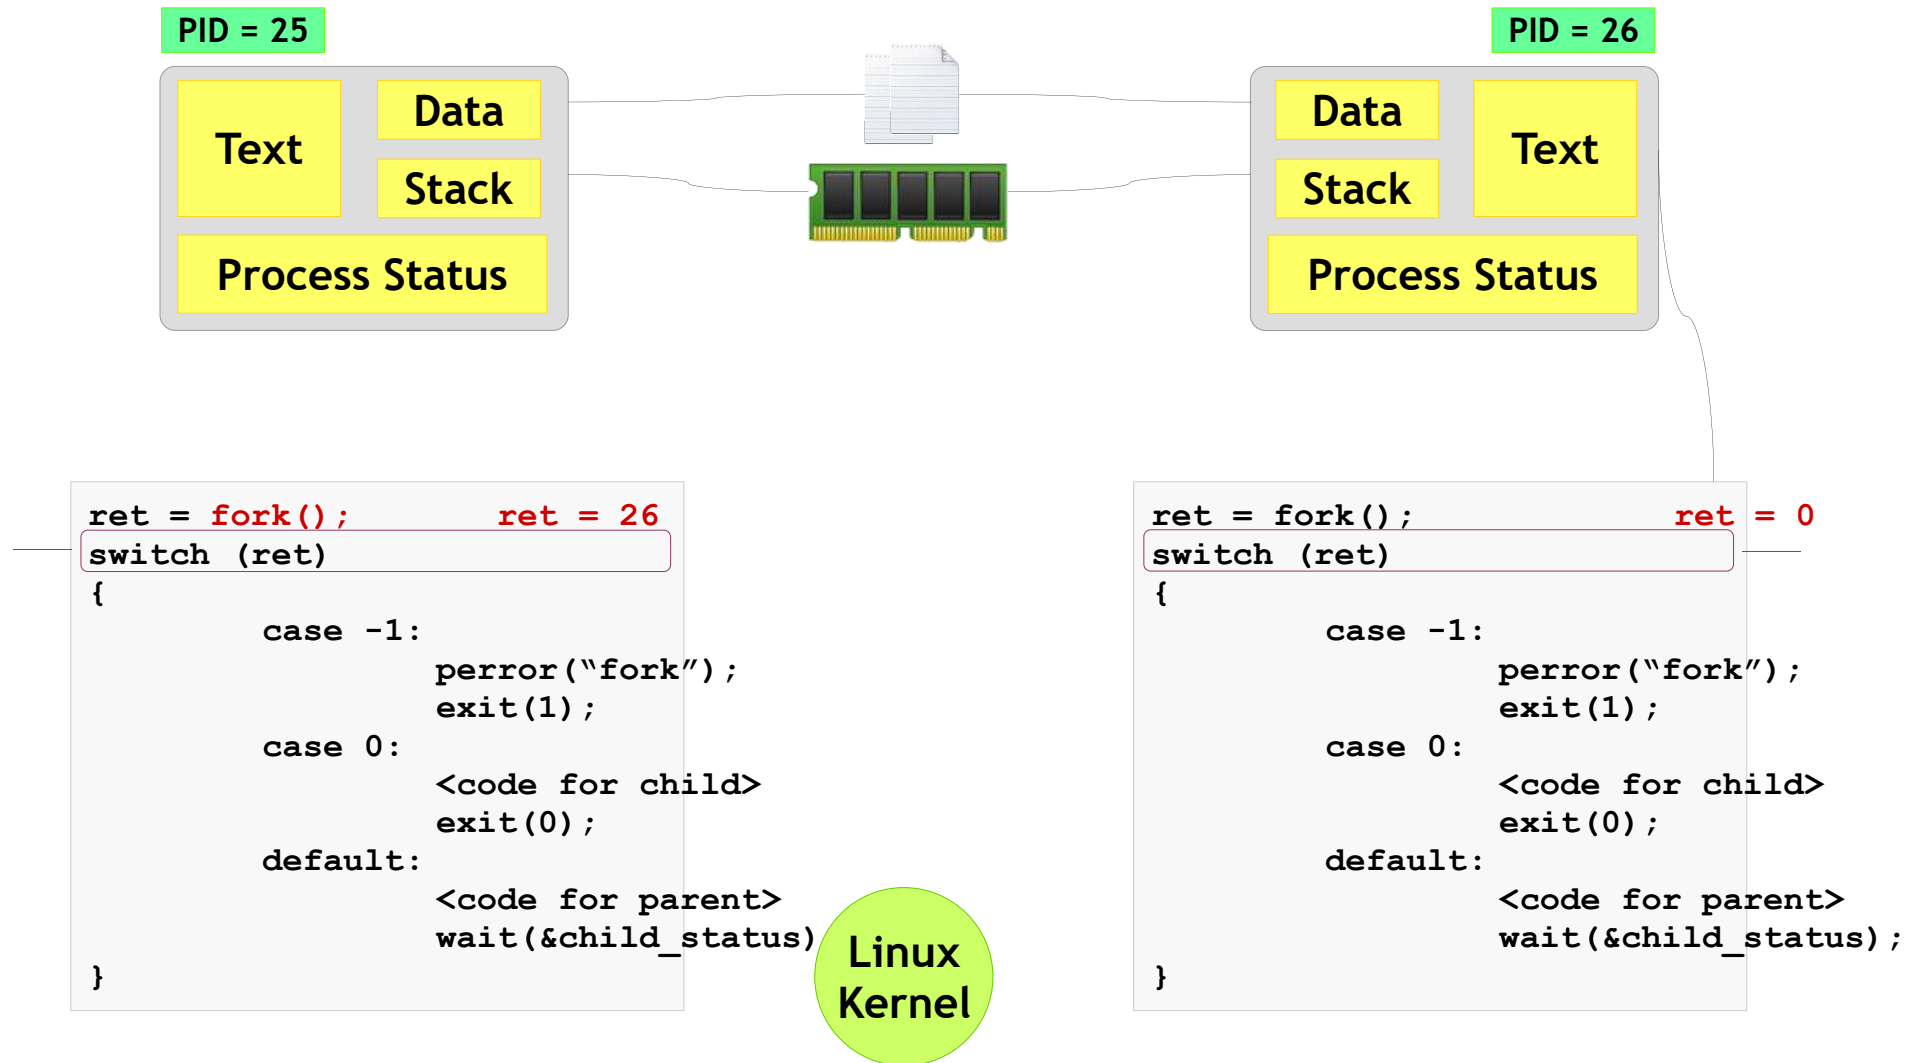 PID = 25
PID = 26
Text
Data
Stack
Process Status
Data
Stack
Text
Process Status
ret = fork(); ret = 26
switch (ret)
{
case -1:
perror(“fork”);
exit(1);
case 0:
<code for child>
exit(0);
default:
<code for parent>
wait(&child_status)
}
Linux
Kernel
ret = fork(); ret = 0
switch (ret)
{
case -1:
perror(“fork”);
exit(1);
case 0:
<code for child>
exit(0);
default:
<code for parent>
wait(&child_status);
}